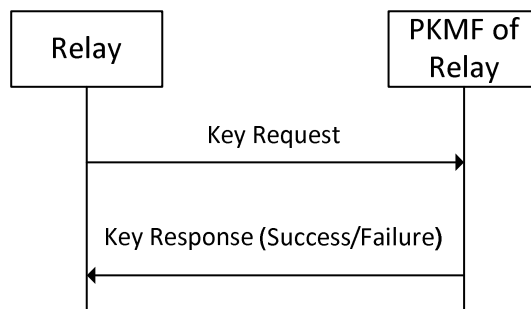 Relay
PKMF of
Relay
Key Request
Key Response (Success/Failure)